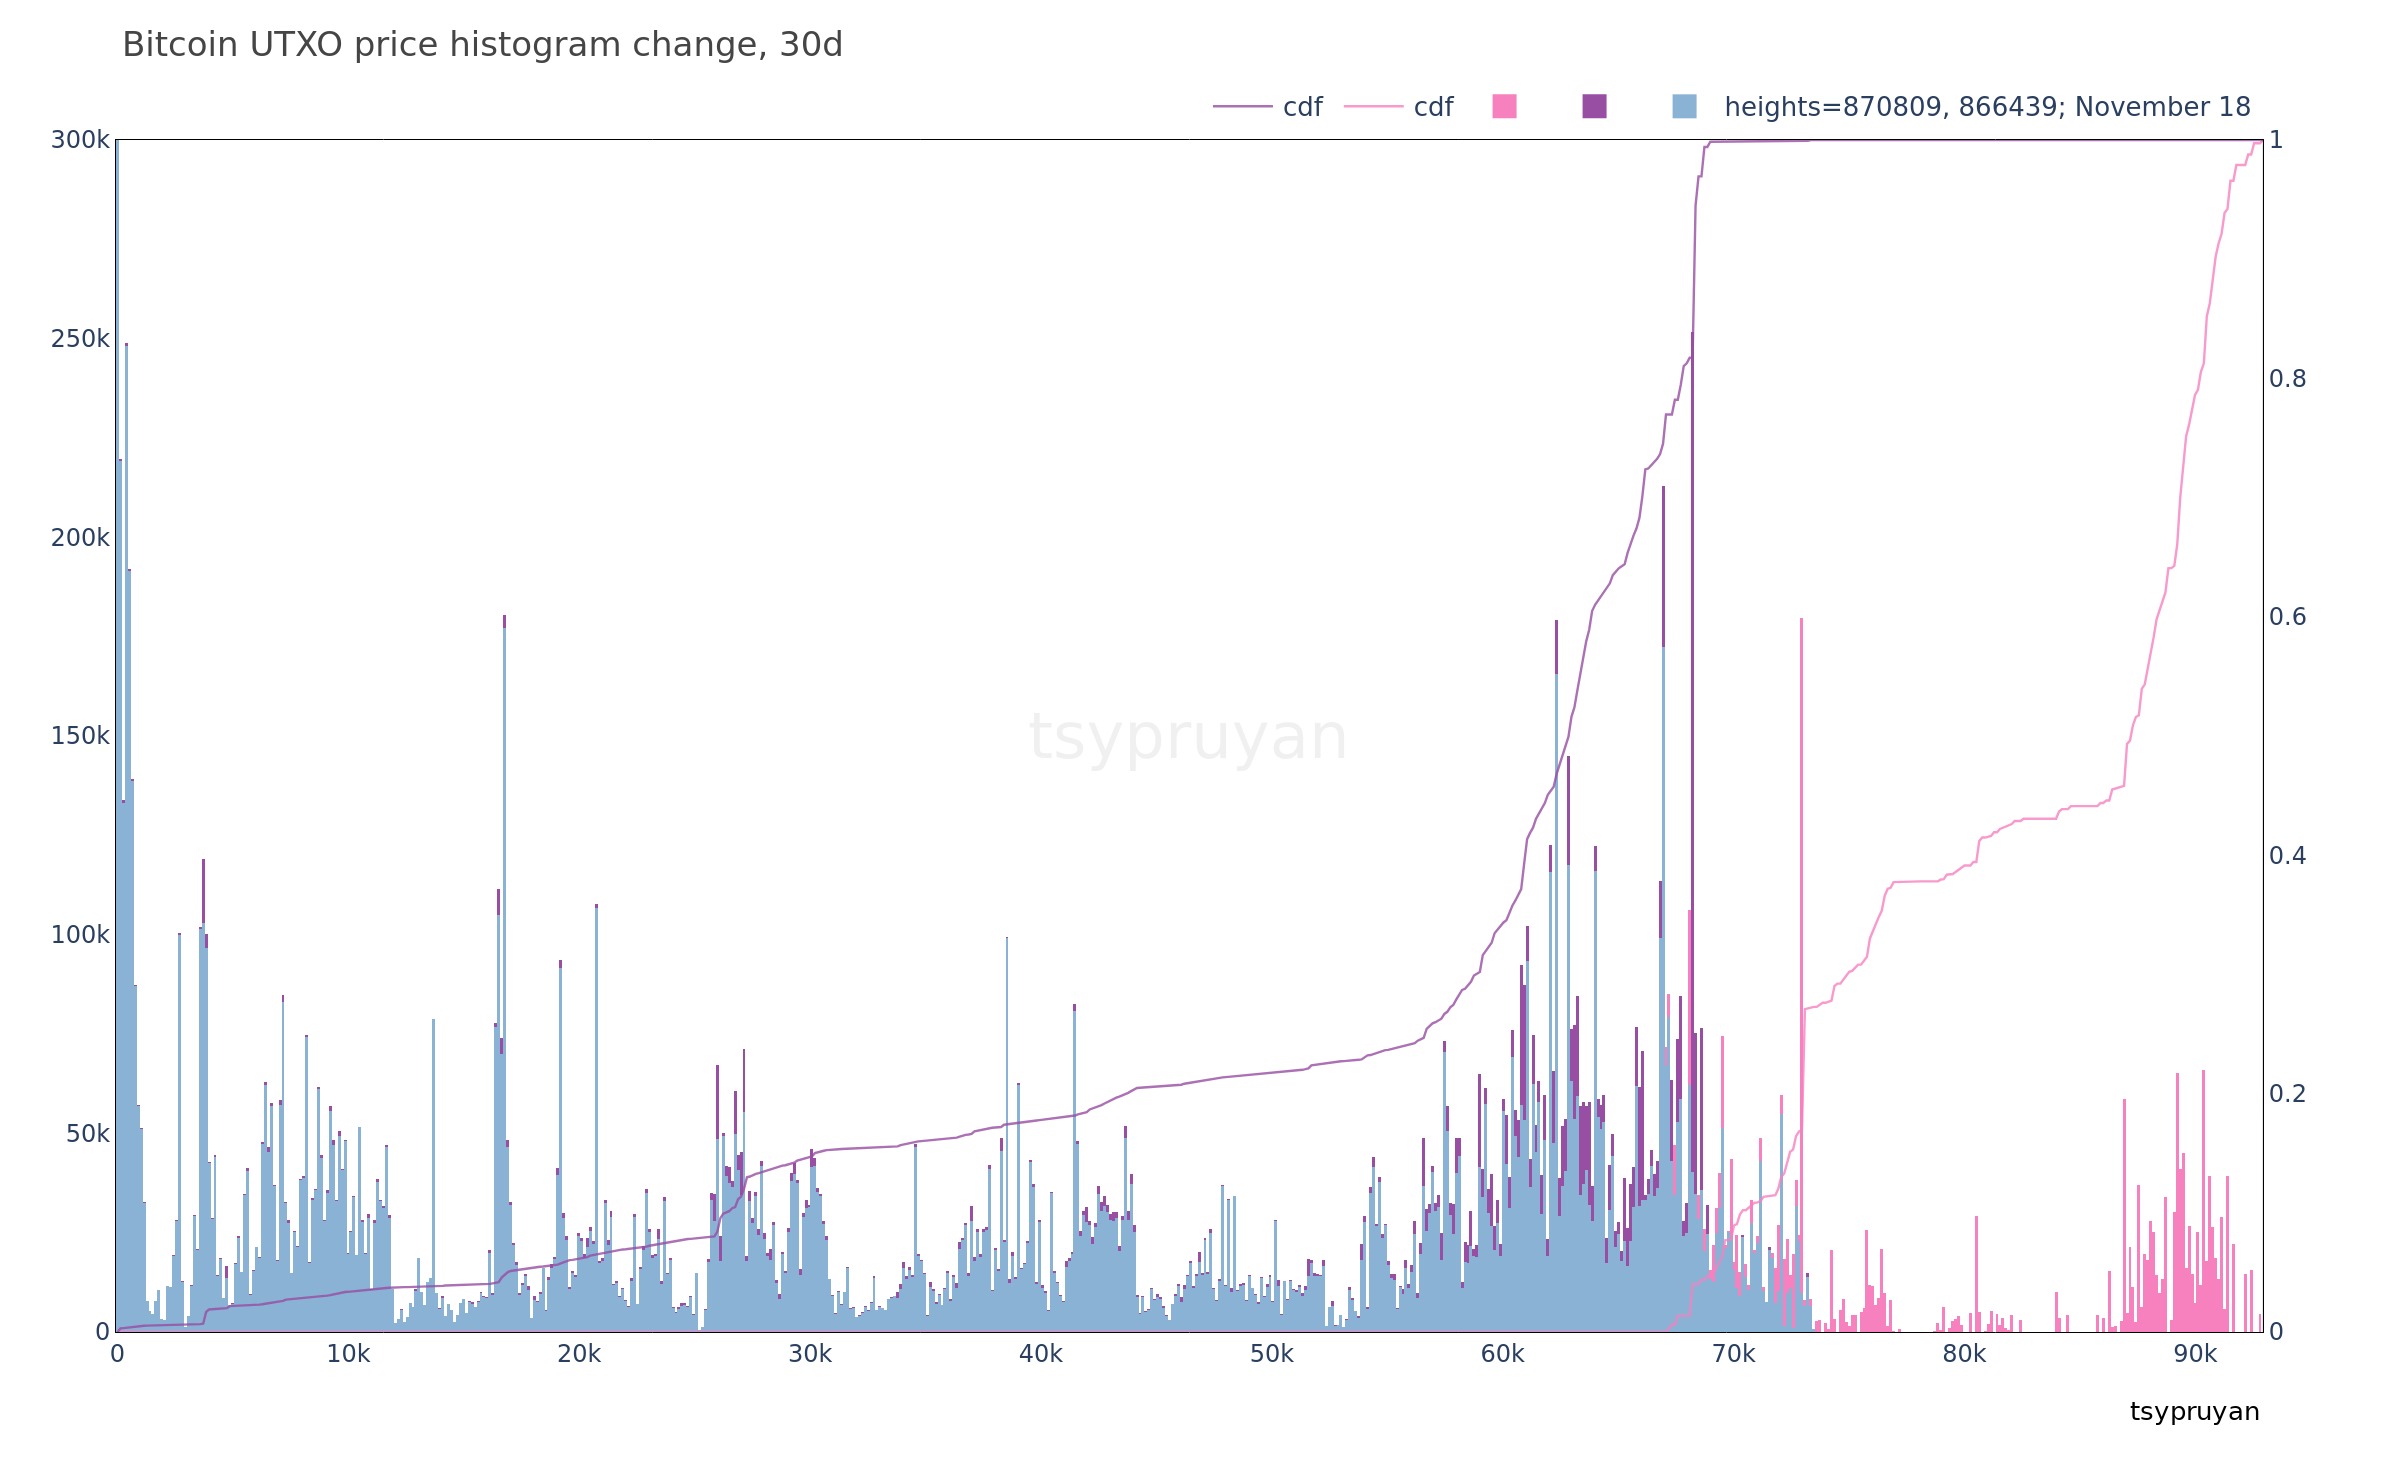 Bitcoin UTXO price histogram change, 30d
cdf cdf heights=870809, 866439; November 18
300k 1
250k
0.8
200k
0.6
150k
tsypruyan
0.4
100k
0.2
50k
0 0
0 10k 20k 30k 40k 50k 60k 70k 80k 90k
tsypruyan